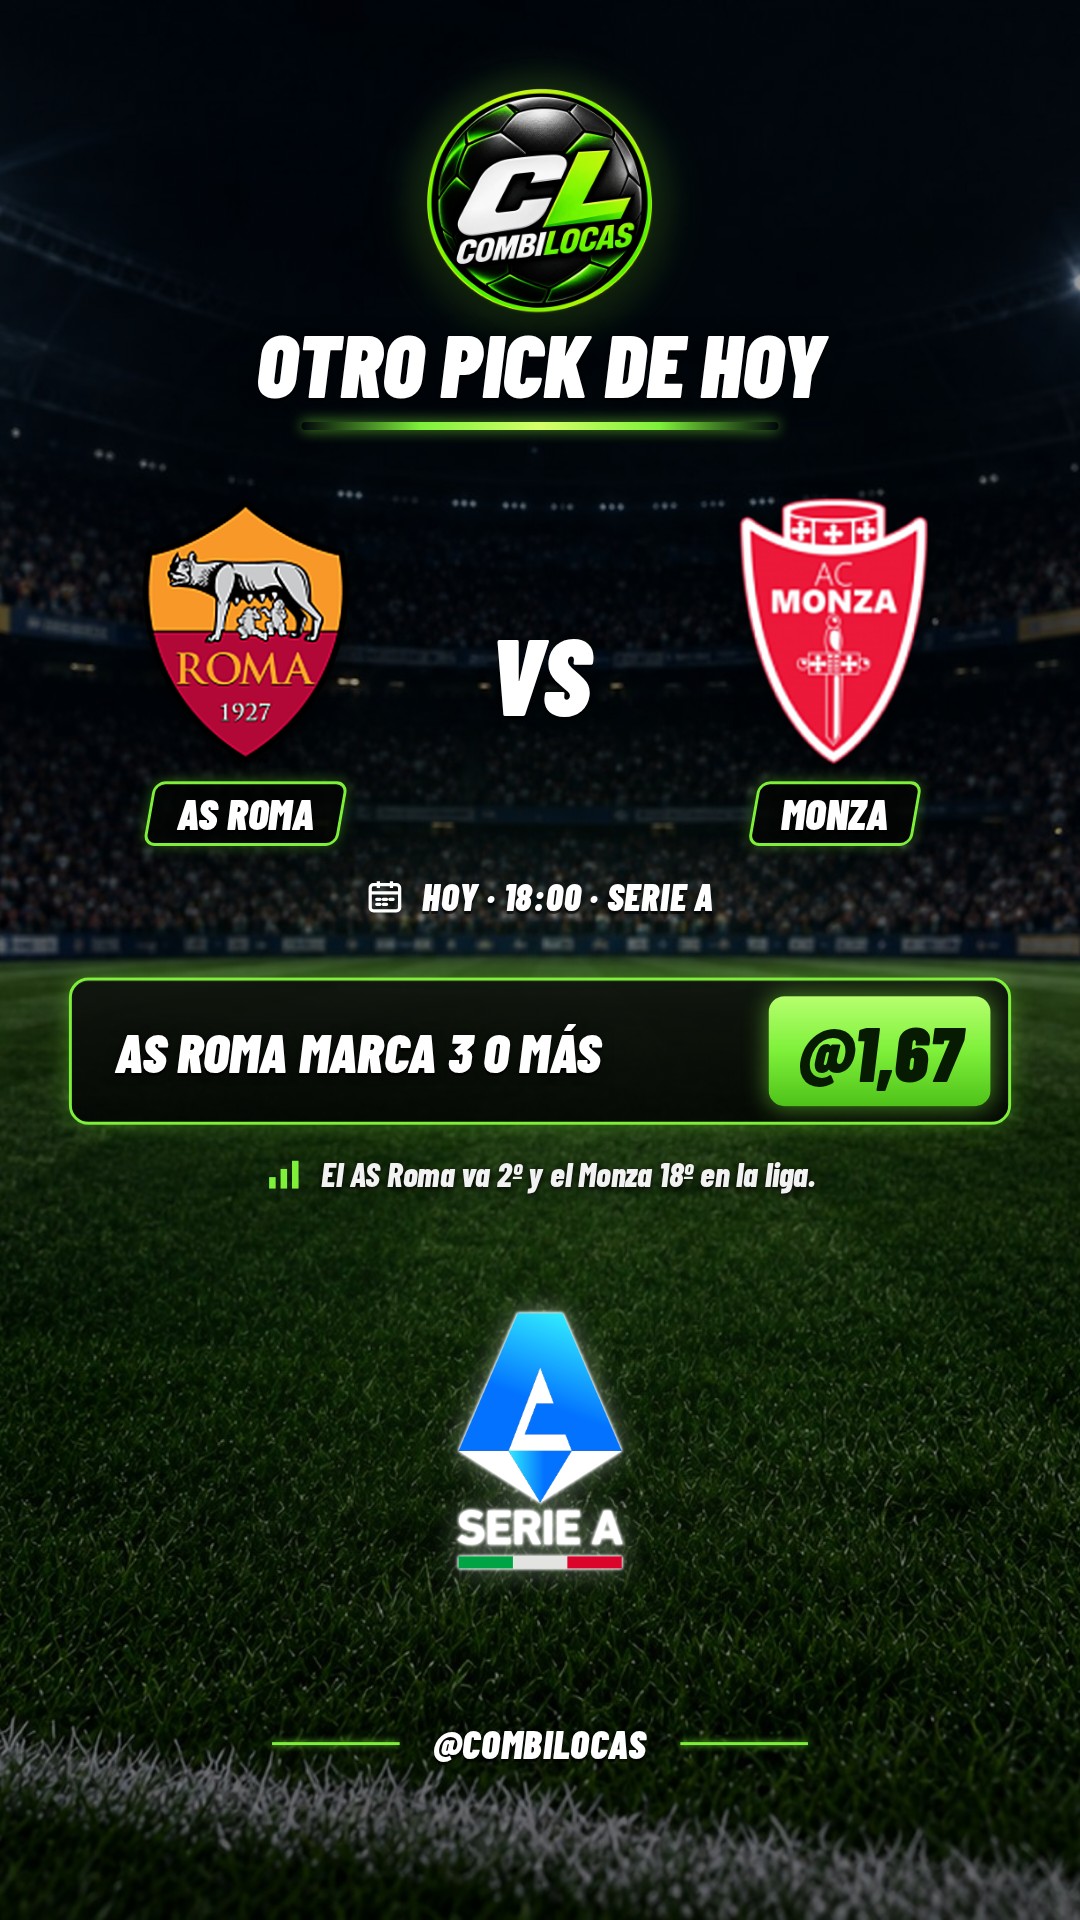 CL
COMBILOCAS
OTRO PICK DE HOY
ROMA
1927
AC
MONZA
VS
AS ROMA
MONZA
HOY · 18:00 · SERIE A
AS ROMA MARCA 3 O MÁS
@1,67
El AS Roma va 2º y el Monza 18º en la liga.
SERIE A
@COMBILOCAS